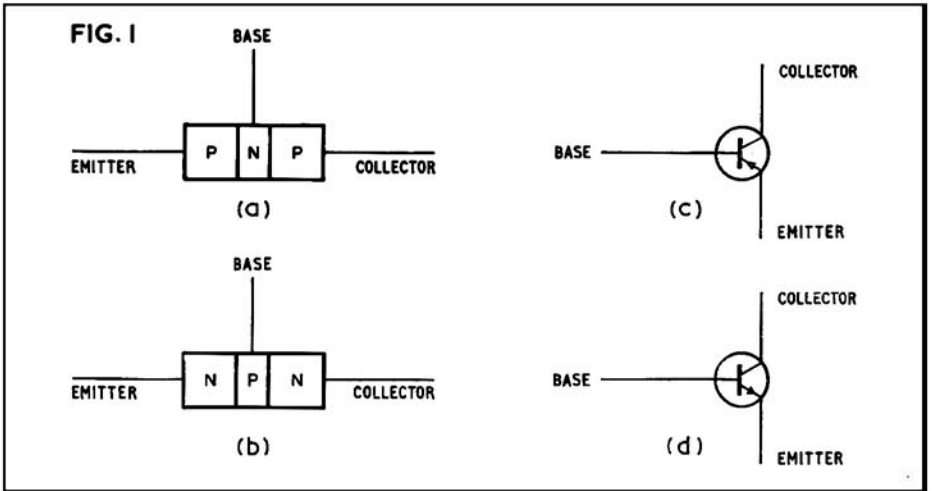 FIG. 1
BASE
P N P
EMITTER
COLLECTOR
(a)
COLLECTOR
BASE
EMITTER
(c)
BASE
N P N
EMITTER
COLLECTOR
(b)
COLLECTOR
BASE
EMITTER
(d)